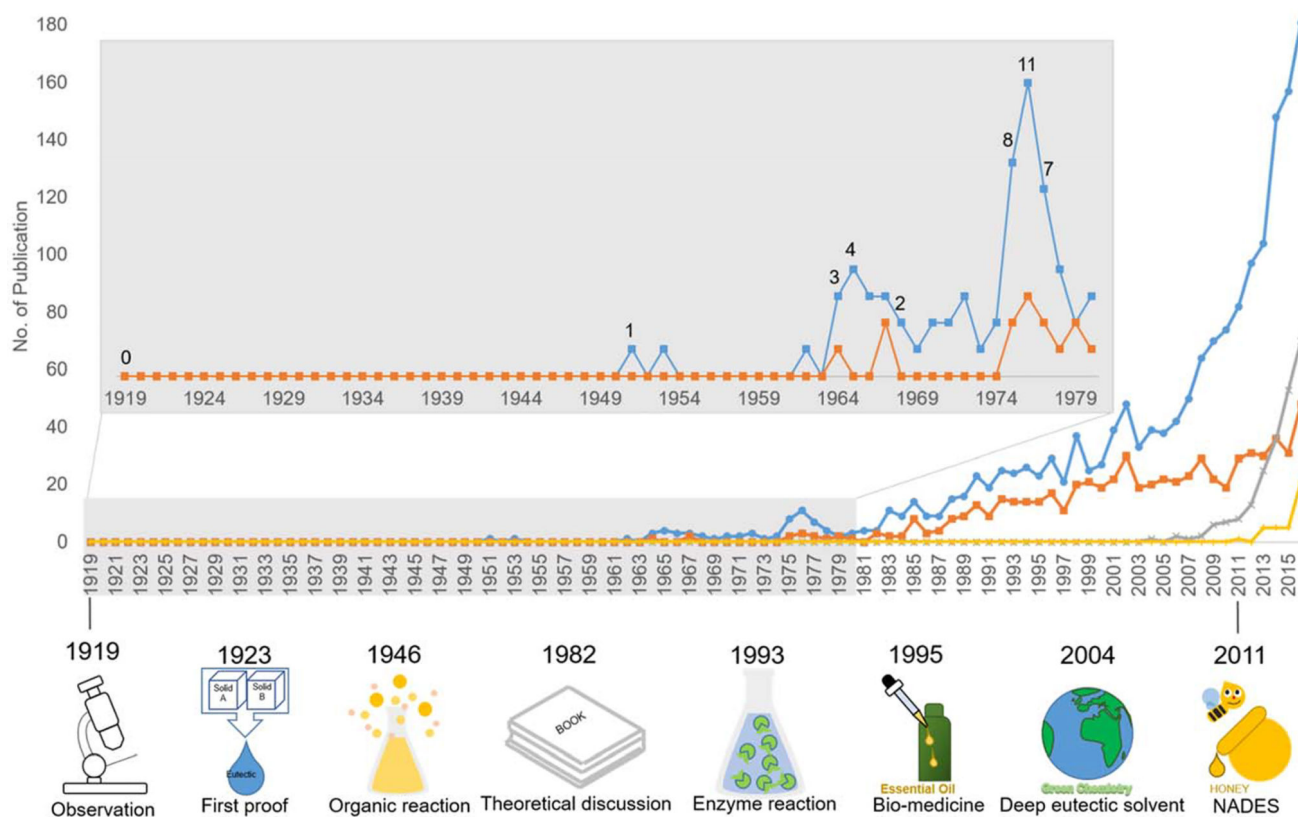 180
160
140
120
100
80
60
40
20
0
No. of Publication
0
1
3
4
2
8
11
7
1919 1924 1929 1934 1939 1944 1949 1954 1959 1964 1969 1974 1979
1919 1921 1923 1925 1927 1929 1931 1933 1935 1937 1939 1941 1943 1945 1947 1949 1951 1953 1955 1957 1959 1961 1963 1965 1967 1969 1971 1973 1975 1977 1979 1981 1983 1985 1987 1989 1991 1993 1995 1997 1999 2001 2003 2005 2007 2009 2011 2013 2015
1919 1923 1946 1982 1993 1995 2004 2011
Solid A
Solid B
BOOK
Eutectic
Essential Oil
Green Chemistry
HONEY
Observation First proof Organic reaction Theoretical discussion Enzyme reaction Bio-medicine Deep eutectic solvent NADES